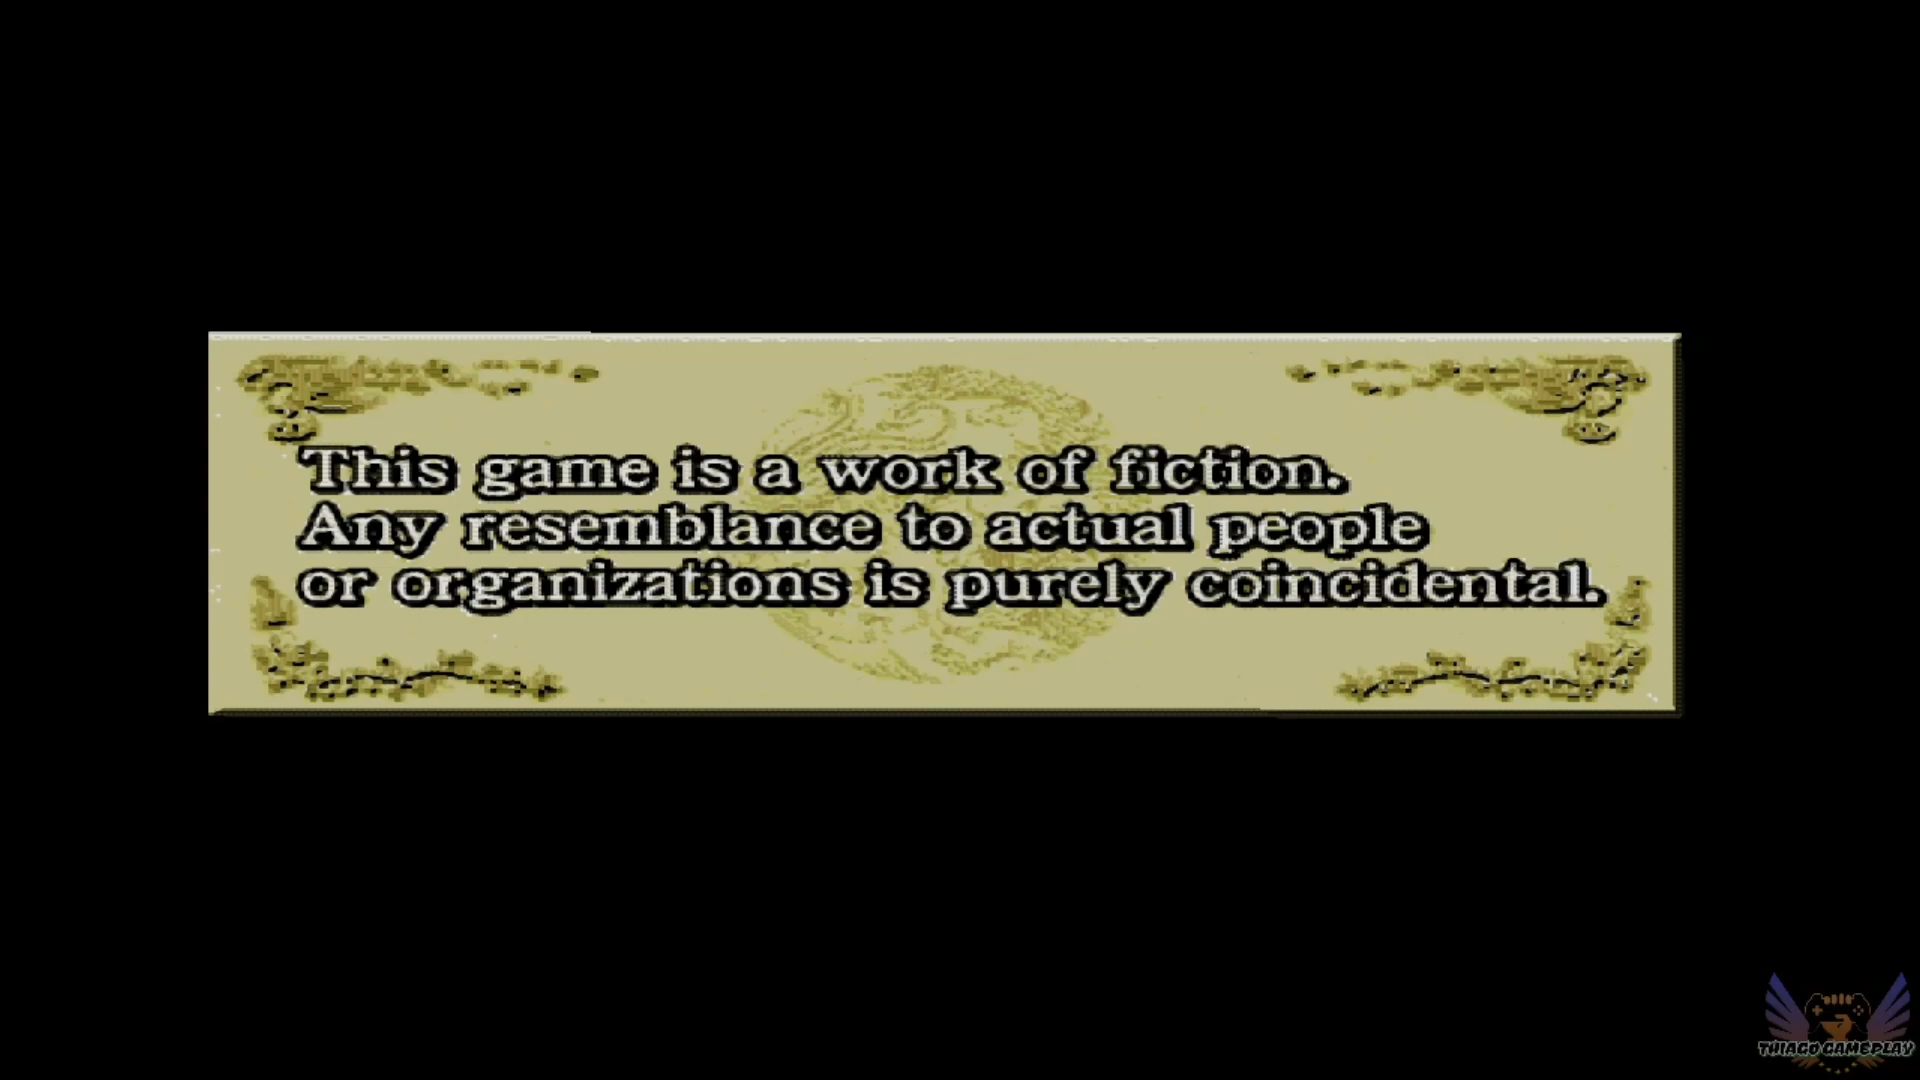 This game is a work of fiction.
Any resemblance to actual people
or organizations is purely coincidental.
THIAGO GAMEPLAY